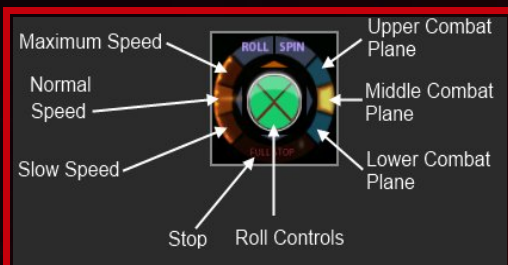 Maximum Speed
Normal
Speed
Slow Speed
Stop
Roll Controls
ROLL SPIN
FULL STOP
Upper Combat
Plane
Middle Combat
Plane
Lower Combat
Plane